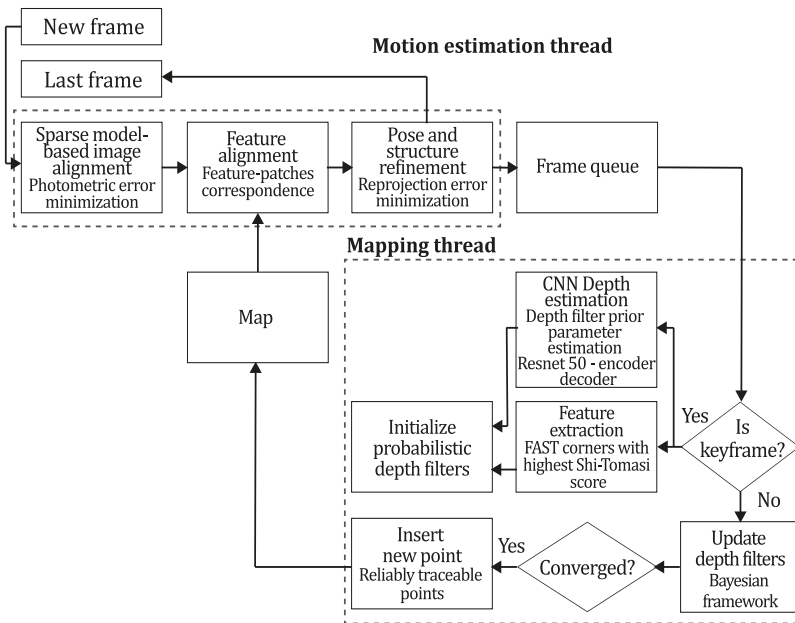 New frame
Motion estimation thread
Last frame
Sparse model-
based image
alignment
Photometric error
minimization
Feature
alignment
Feature-patches
correspondence
Pose and
structure
refinement
Reprojection error
minimization
Frame queue
Mapping thread
Map
CNN Depth
estimation
Depth filter prior
parameter
estimation
Resnet 50 - encoder
decoder
Initialize
probabilistic
depth filters
Feature
extraction
FAST corners with
highest Shi-Tomasi
score
Yes
Is
keyframe?
No
Insert
new point
Reliably traceable
points
Yes
Converged?
Update
depth filters
Bayesian
framework